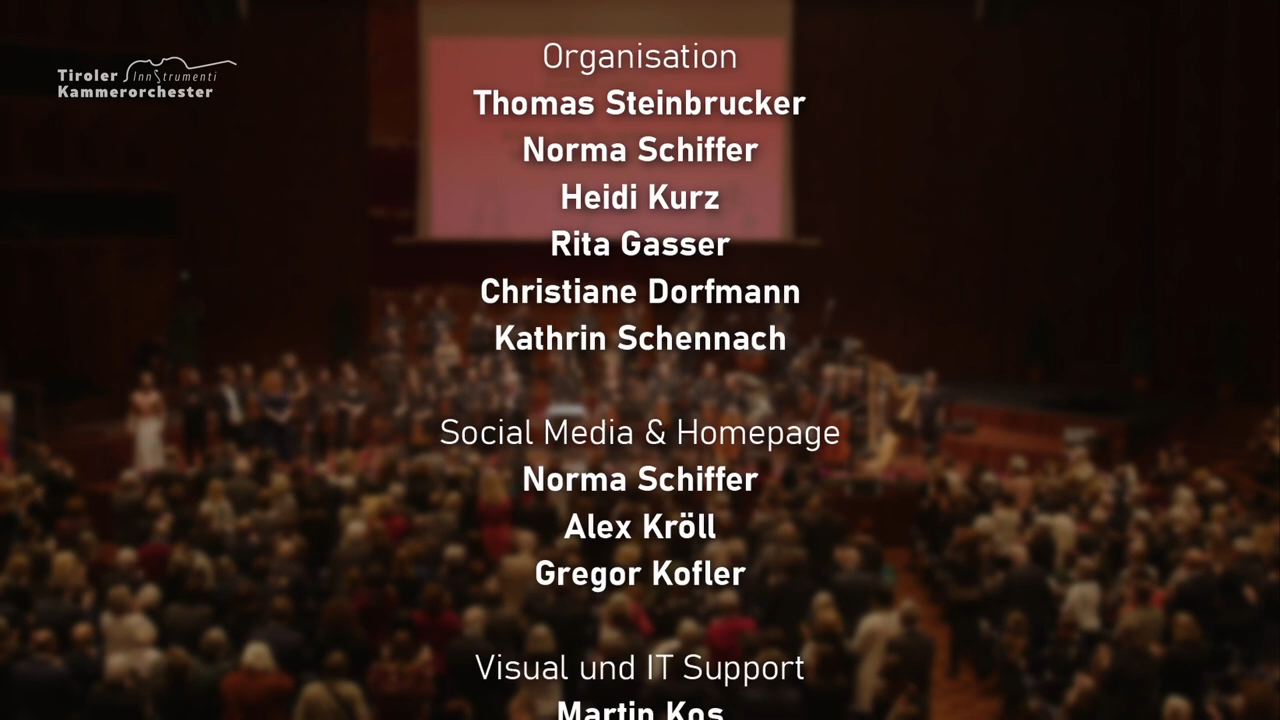 Tiroler InnStrumenti
Kammerorchester
Organisation
Thomas Steinbrucker
Norma Schiffer
Heidi Kurz
Rita Gasser
Christiane Dorfmann
Kathrin Schennach
Social Media & Homepage
Norma Schiffer
Alex Kröll
Gregor Kofler
Visual und IT Support
Martin Kos